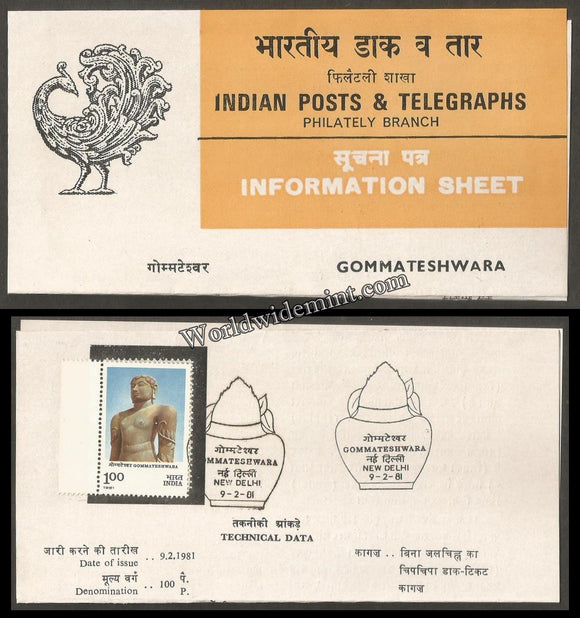 भारतीय डाक व तार
फिलैटली शाखा
INDIAN POSTS & TELEGRAPHS
PHILATELY BRANCH
सूचना पत्र
INFORMATION SHEET
गोम्मटेश्वर
GOMMATESHWARA
Worldwidemint.com
गोम्मटेश्वर GOMMATESHWARA
1.00
भारत
INDIA
1981
गोम्मटेश्वर
OMMATESHWARA
नई दिल्ली
NEW DELHI
9-2-81
गोम्मटेश्वर
GOMMATESHWARA
नई दिल्ली
NEW DELHI
9-2-81
तकनीकी आंकड़े
TECHNICAL DATA
जारी करने की तारीख
Date of issue .. 9.2.1981
मूल्य वर्ग .. 100 पै.
Denomination P.
कागज़ .. बिना जलचिह्न का
चिपचिपा डाक-टिकट
कागज़